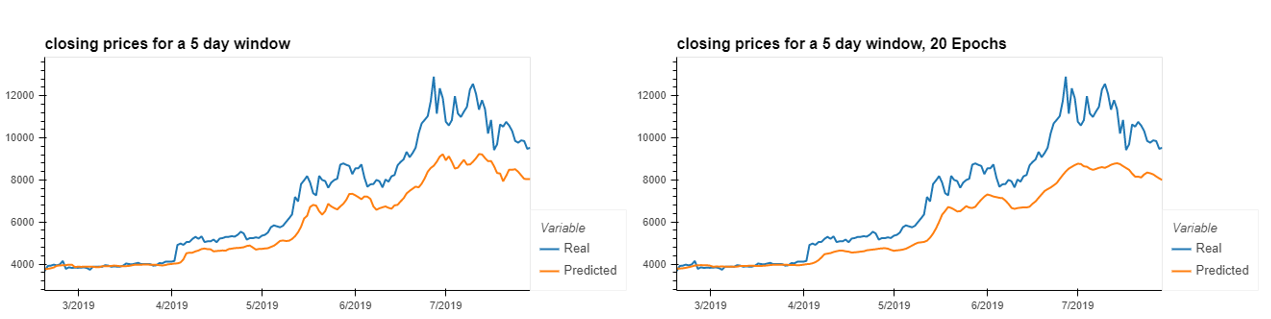 closing prices for a 5 day window
12000
10000
8000
6000
4000
3/2019 4/2019 5/2019 6/2019 7/2019
Variable
Real
Predicted
closing prices for a 5 day window, 20 Epochs
12000
10000
8000
6000
4000
3/2019 4/2019 5/2019 6/2019 7/2019
Variable
Real
Predicted